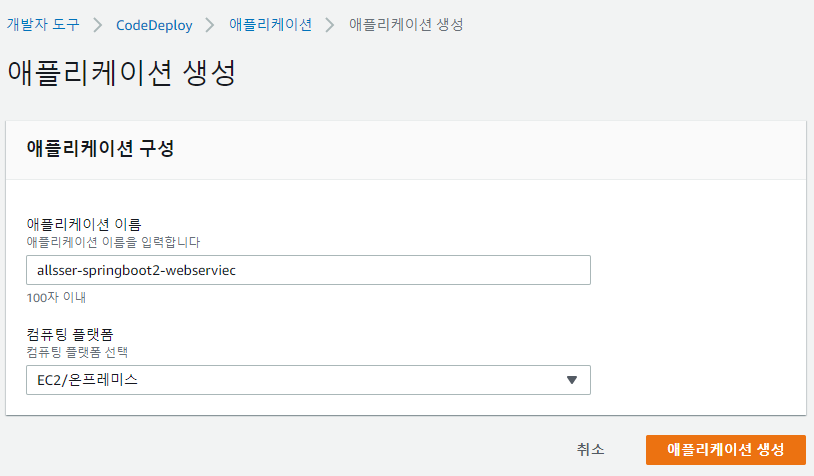 개발자 도구 > CodeDeploy > 애플리케이션 > 애플리케이션 생성
애플리케이션 생성
애플리케이션 구성
애플리케이션 이름
애플리케이션 이름을 입력합니다
allsser-springboot2-webserviec
100자 이내
컴퓨팅 플랫폼
컴퓨팅 플랫폼 선택
EC2/온프레미스
취소 애플리케이션 생성